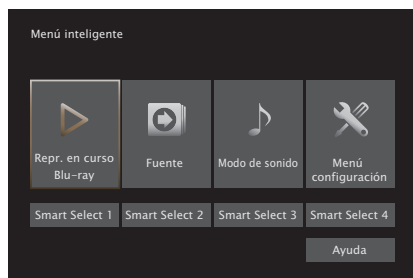 Menú inteligente
Repr. en curso
Blu-ray
Fuente
Modo de sonido
Menú
configuración
Smart Select 1
Smart Select 2
Smart Select 3
Smart Select 4
Ayuda